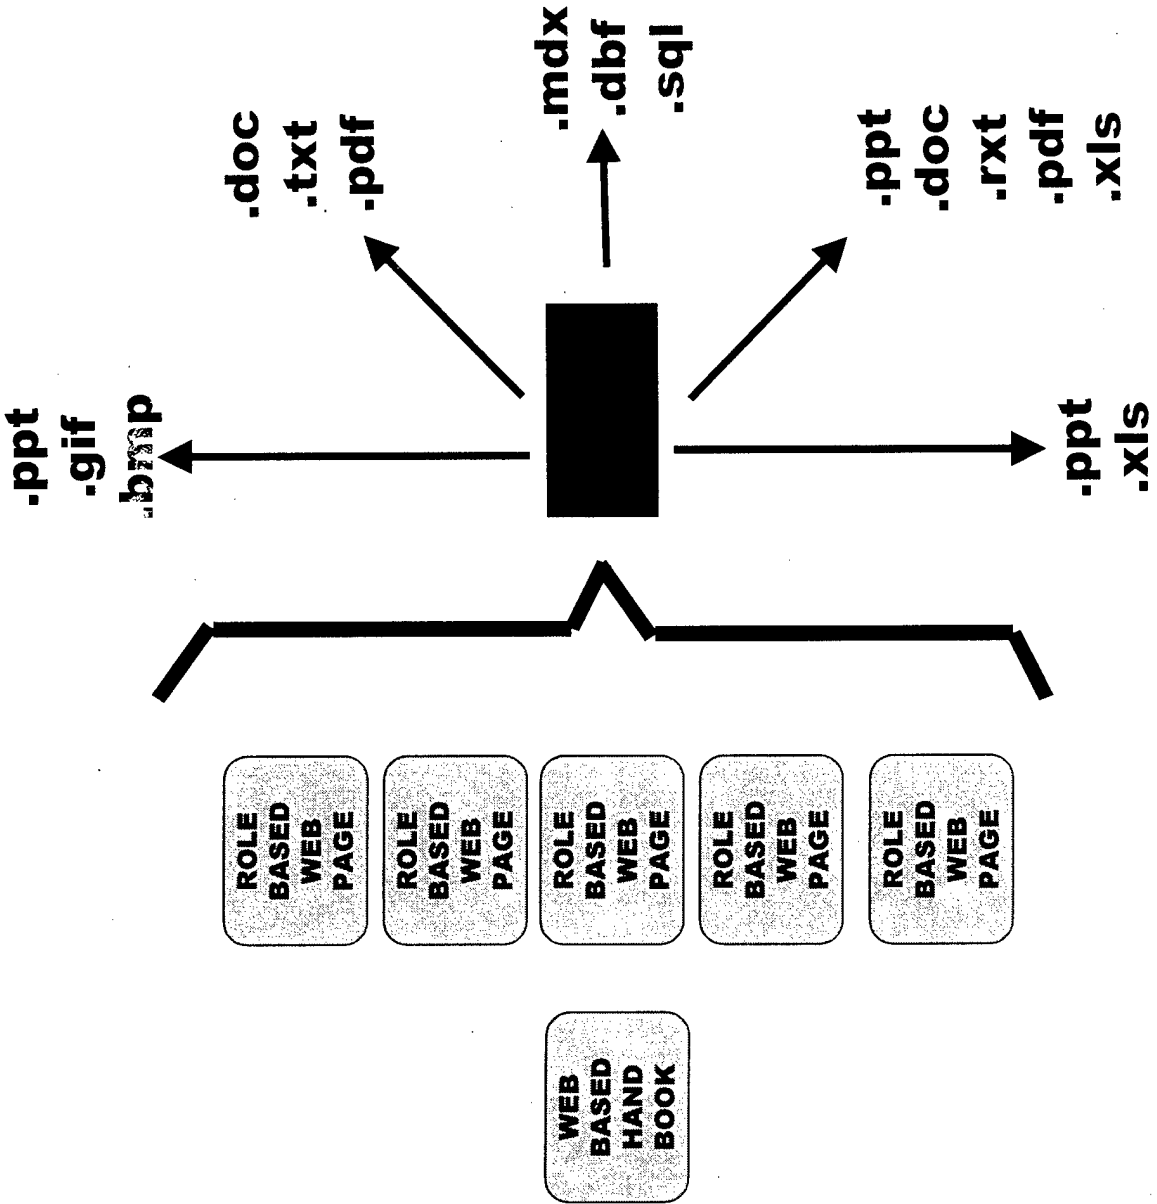 WEB
BASED
HAND
BOOK
ROLE
BASED
WEB
PAGE
ROLE
BASED
WEB
PAGE
ROLE
BASED
WEB
PAGE
ROLE
BASED
WEB
PAGE
ROLE
BASED
WEB
PAGE
.ppt
.xls
.ppt
.doc
.rxt
.pdf
.xls
.mdx
.dbf
.sql
.doc
.txt
.pdf
.ppt
.gif
.bmp